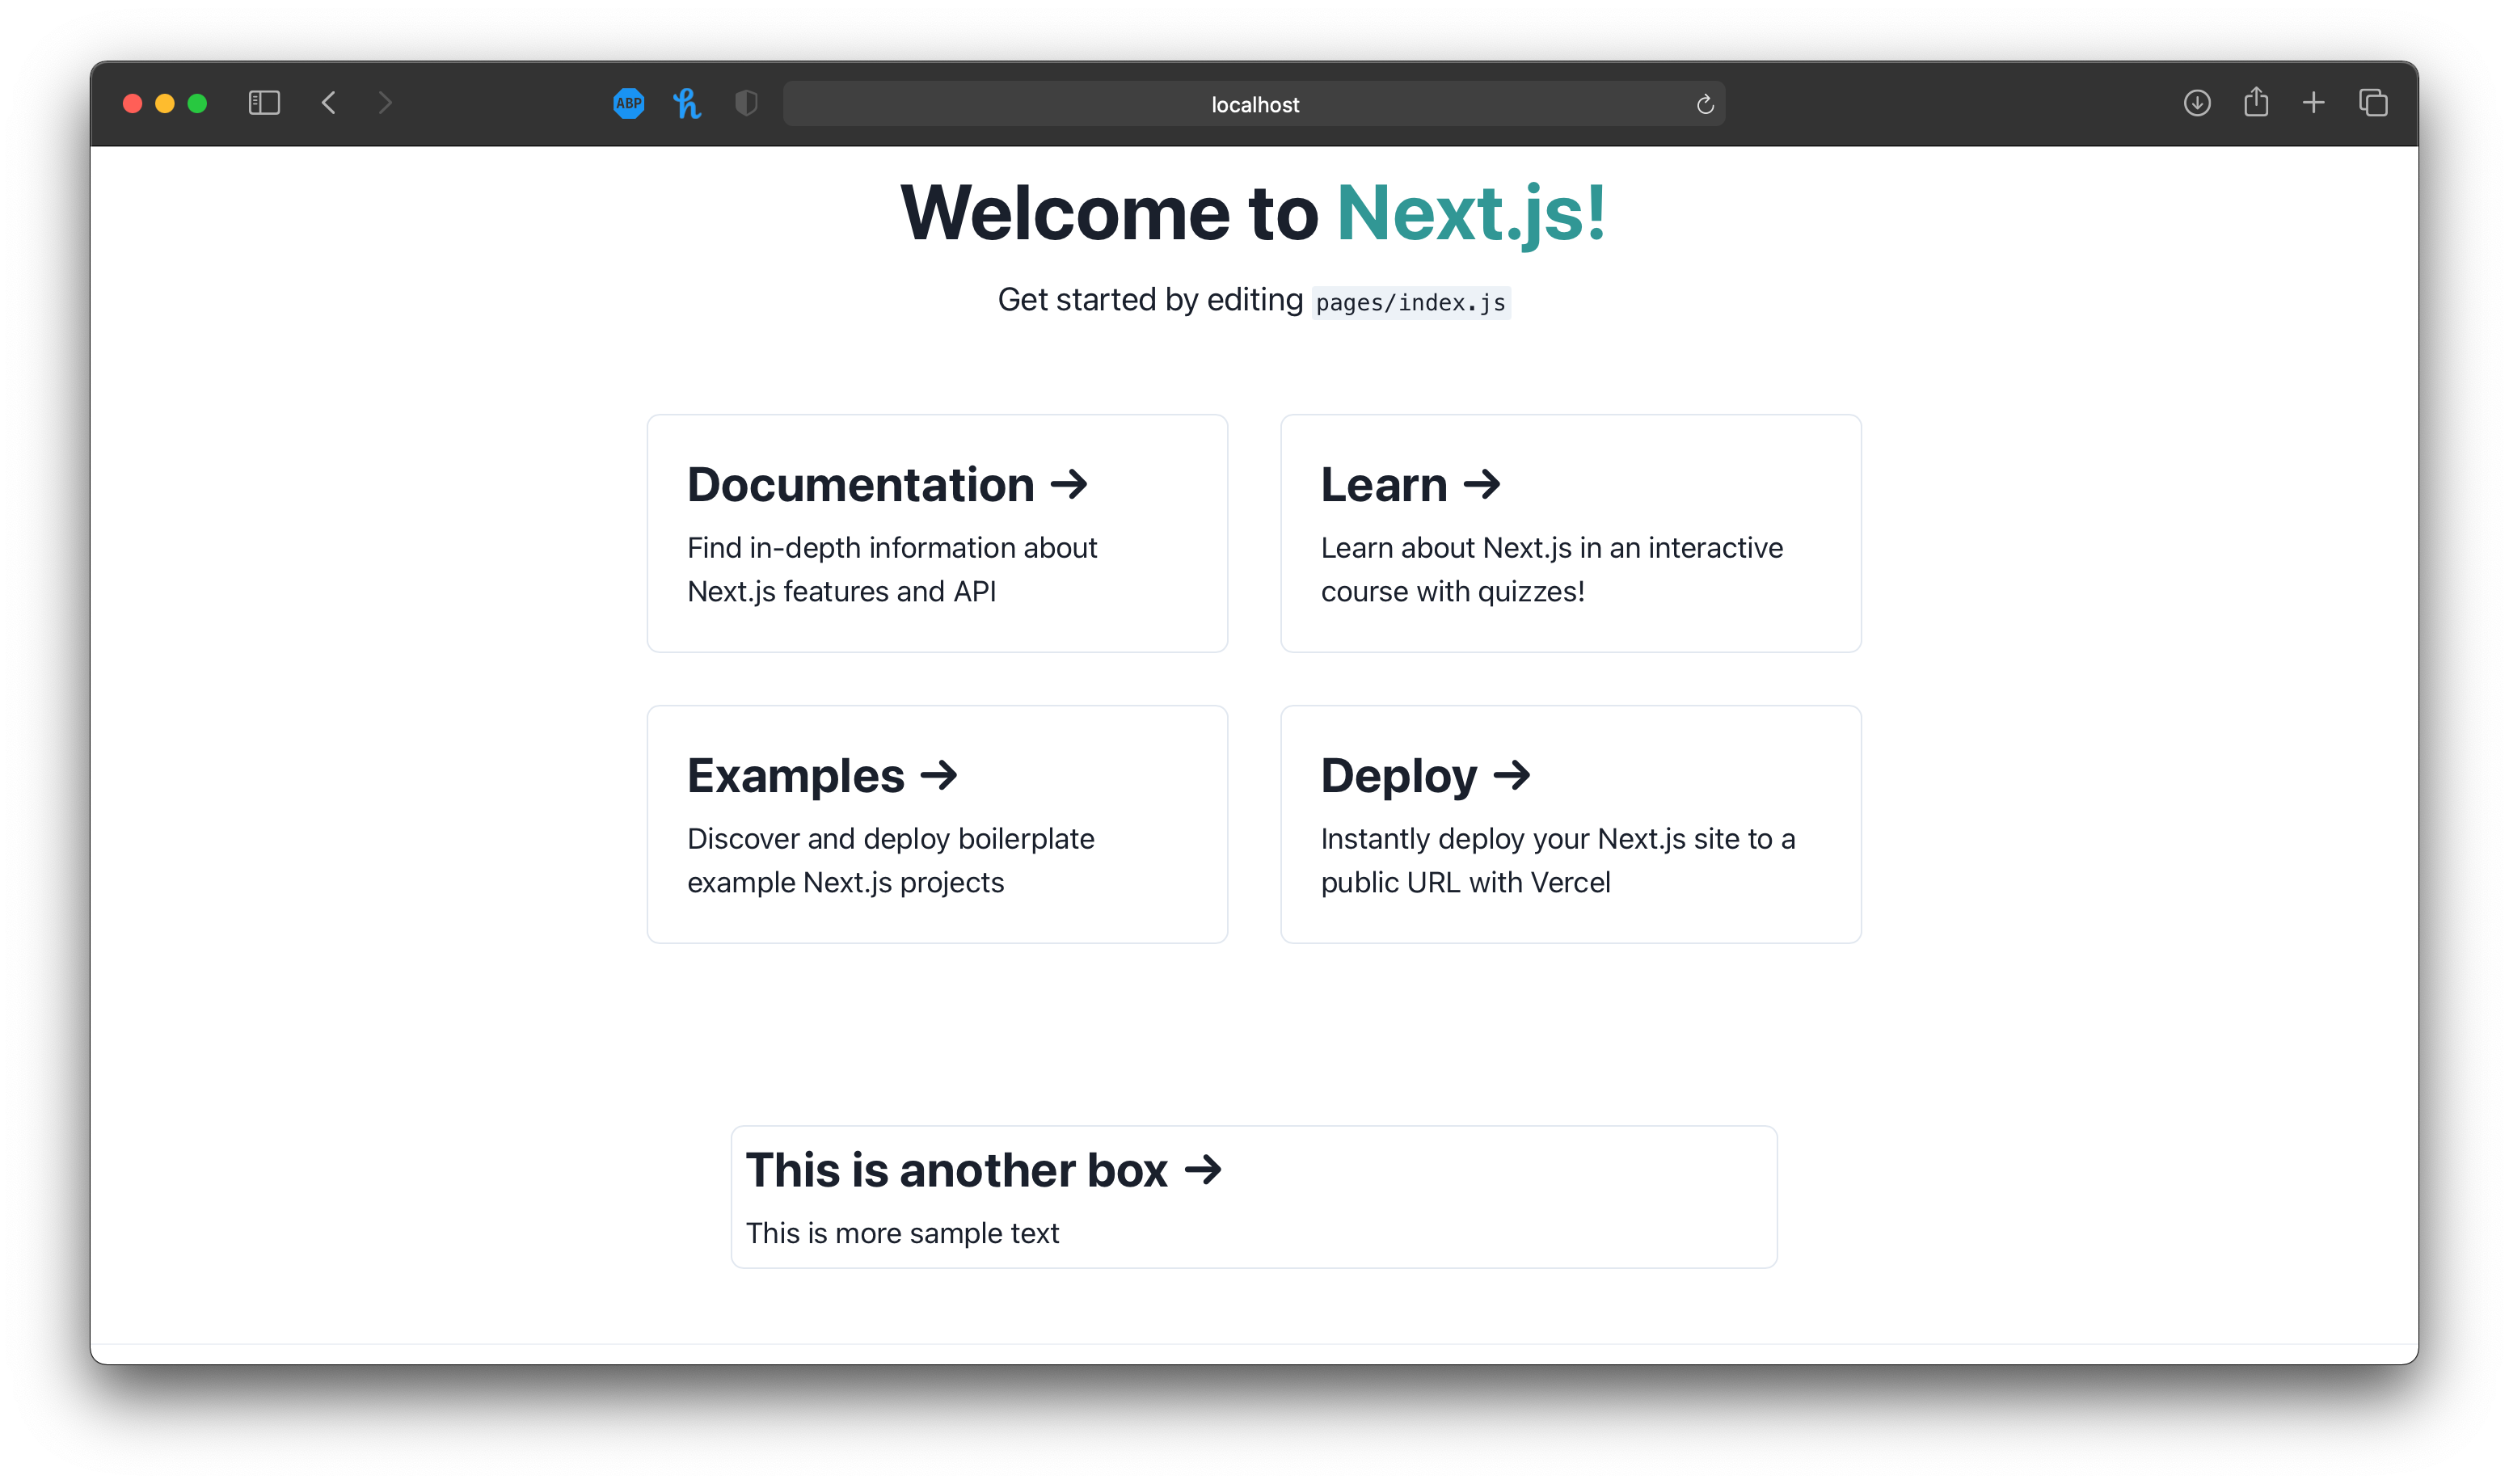 ABP
localhost
Welcome to Next.js!
Get started by editing pages/index.js
Documentation →
Find in-depth information about
Next.js features and API
Learn →
Learn about Next.js in an interactive
course with quizzes!
Examples →
Discover and deploy boilerplate
example Next.js projects
Deploy →
Instantly deploy your Next.js site to a
public URL with Vercel
This is another box →
This is more sample text